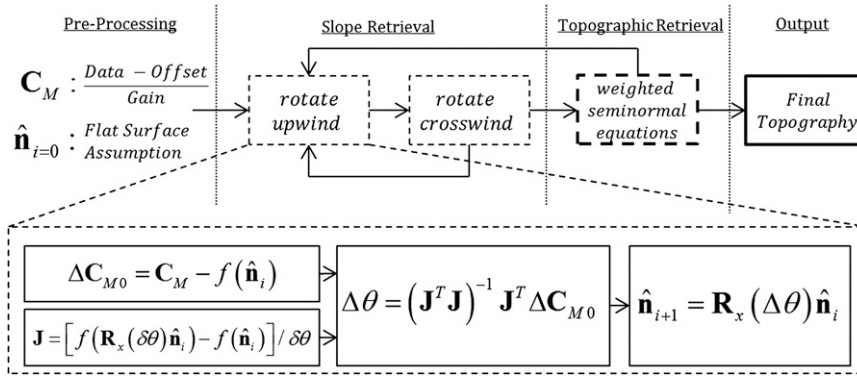 Pre-Processing
Slope Retrieval
Topographic Retrieval
Output
C_M : Data - Offset / Gain
n̂_{i=0} : Flat Surface Assumption
rotate
upwind
rotate
crosswind
weighted
seminormal
equations
Final
Topography
ΔC_{M0} = C_M − f(n̂_i)
J = [f(R_x(δθ)n̂_i) − f(n̂_i)]/δθ
Δθ = (J^T J)^{-1} J^T ΔC_{M0}
n̂_{i+1} = R_x(Δθ)n̂_i